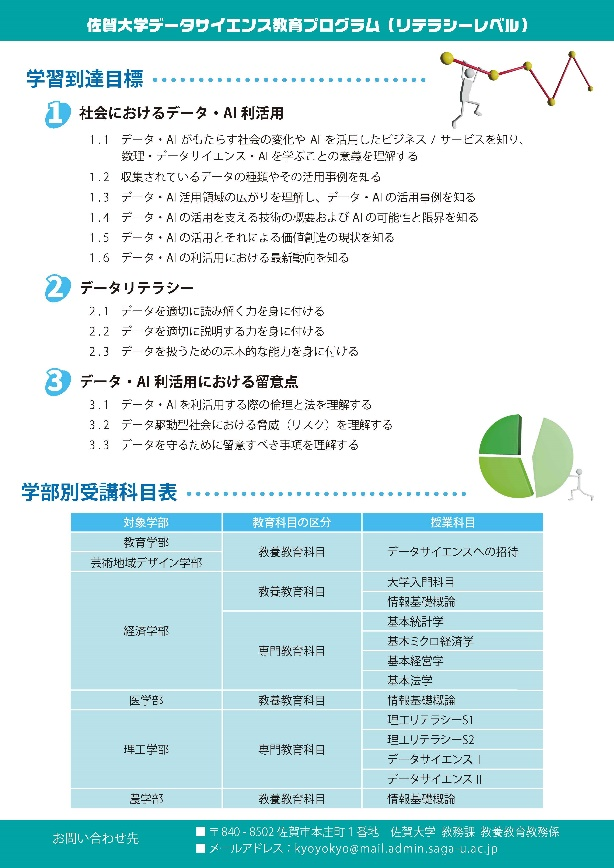 佐賀大学データサイエンス教育プログラム（リテラシーレベル）
学習到達目標
1 社会におけるデータ・AI 利活用
1.1 データ・AI がもたらす社会の変化や AI を活用したビジネス / サービスを知り、
数理・データサイエンス・AI を学ぶことの意義を理解する
1.2 収集されているデータの種類やその活用事例を知る
1.3 データ・AI 活用領域の広がりを理解し、データ・AI の活用事例を知る
1.4 データ・AI の活用を支える技術の概要および AI の可能性と限界を知る
1.5 データ・AI の活用とそれによる価値創造の現状を知る
1.6 データ・AI の利活用における最新動向を知る
2 データリテラシー
2.1 データを適切に読み解く力を身に付ける
2.2 データを適切に説明する力を身に付ける
2.3 データを扱うための基本的な能力を身に付ける
3 データ・AI 利活用における留意点
3.1 データ・AI を利活用する際の倫理と法を理解する
3.2 データ駆動型社会における脅威（リスク）を理解する
3.3 データを守るために留意すべき事項を理解する
学部別受講科目表
対象学部 教育科目の区分 授業科目
教育学部 教養教育科目 データサイエンスへの招待
芸術地域デザイン学部
経済学部 教養教育科目 大学入門科目
情報基礎概論
専門教育科目 基本統計学
基本ミクロ経済学
基本経営学
基本法学
医学部 教養教育科目 情報基礎概論
理工学部 専門教育科目 理工リテラシーS1
理工リテラシーS2
データサイエンスⅠ
データサイエンスⅡ
農学部 教養教育科目 情報基礎概論
お問い合わせ先
■ 〒840-8502 佐賀市本庄町 1 番地 佐賀大学 教務課 教養教育教務係
■ メールアドレス：kyoyokyo@mail.admin.saga-u.ac.jp